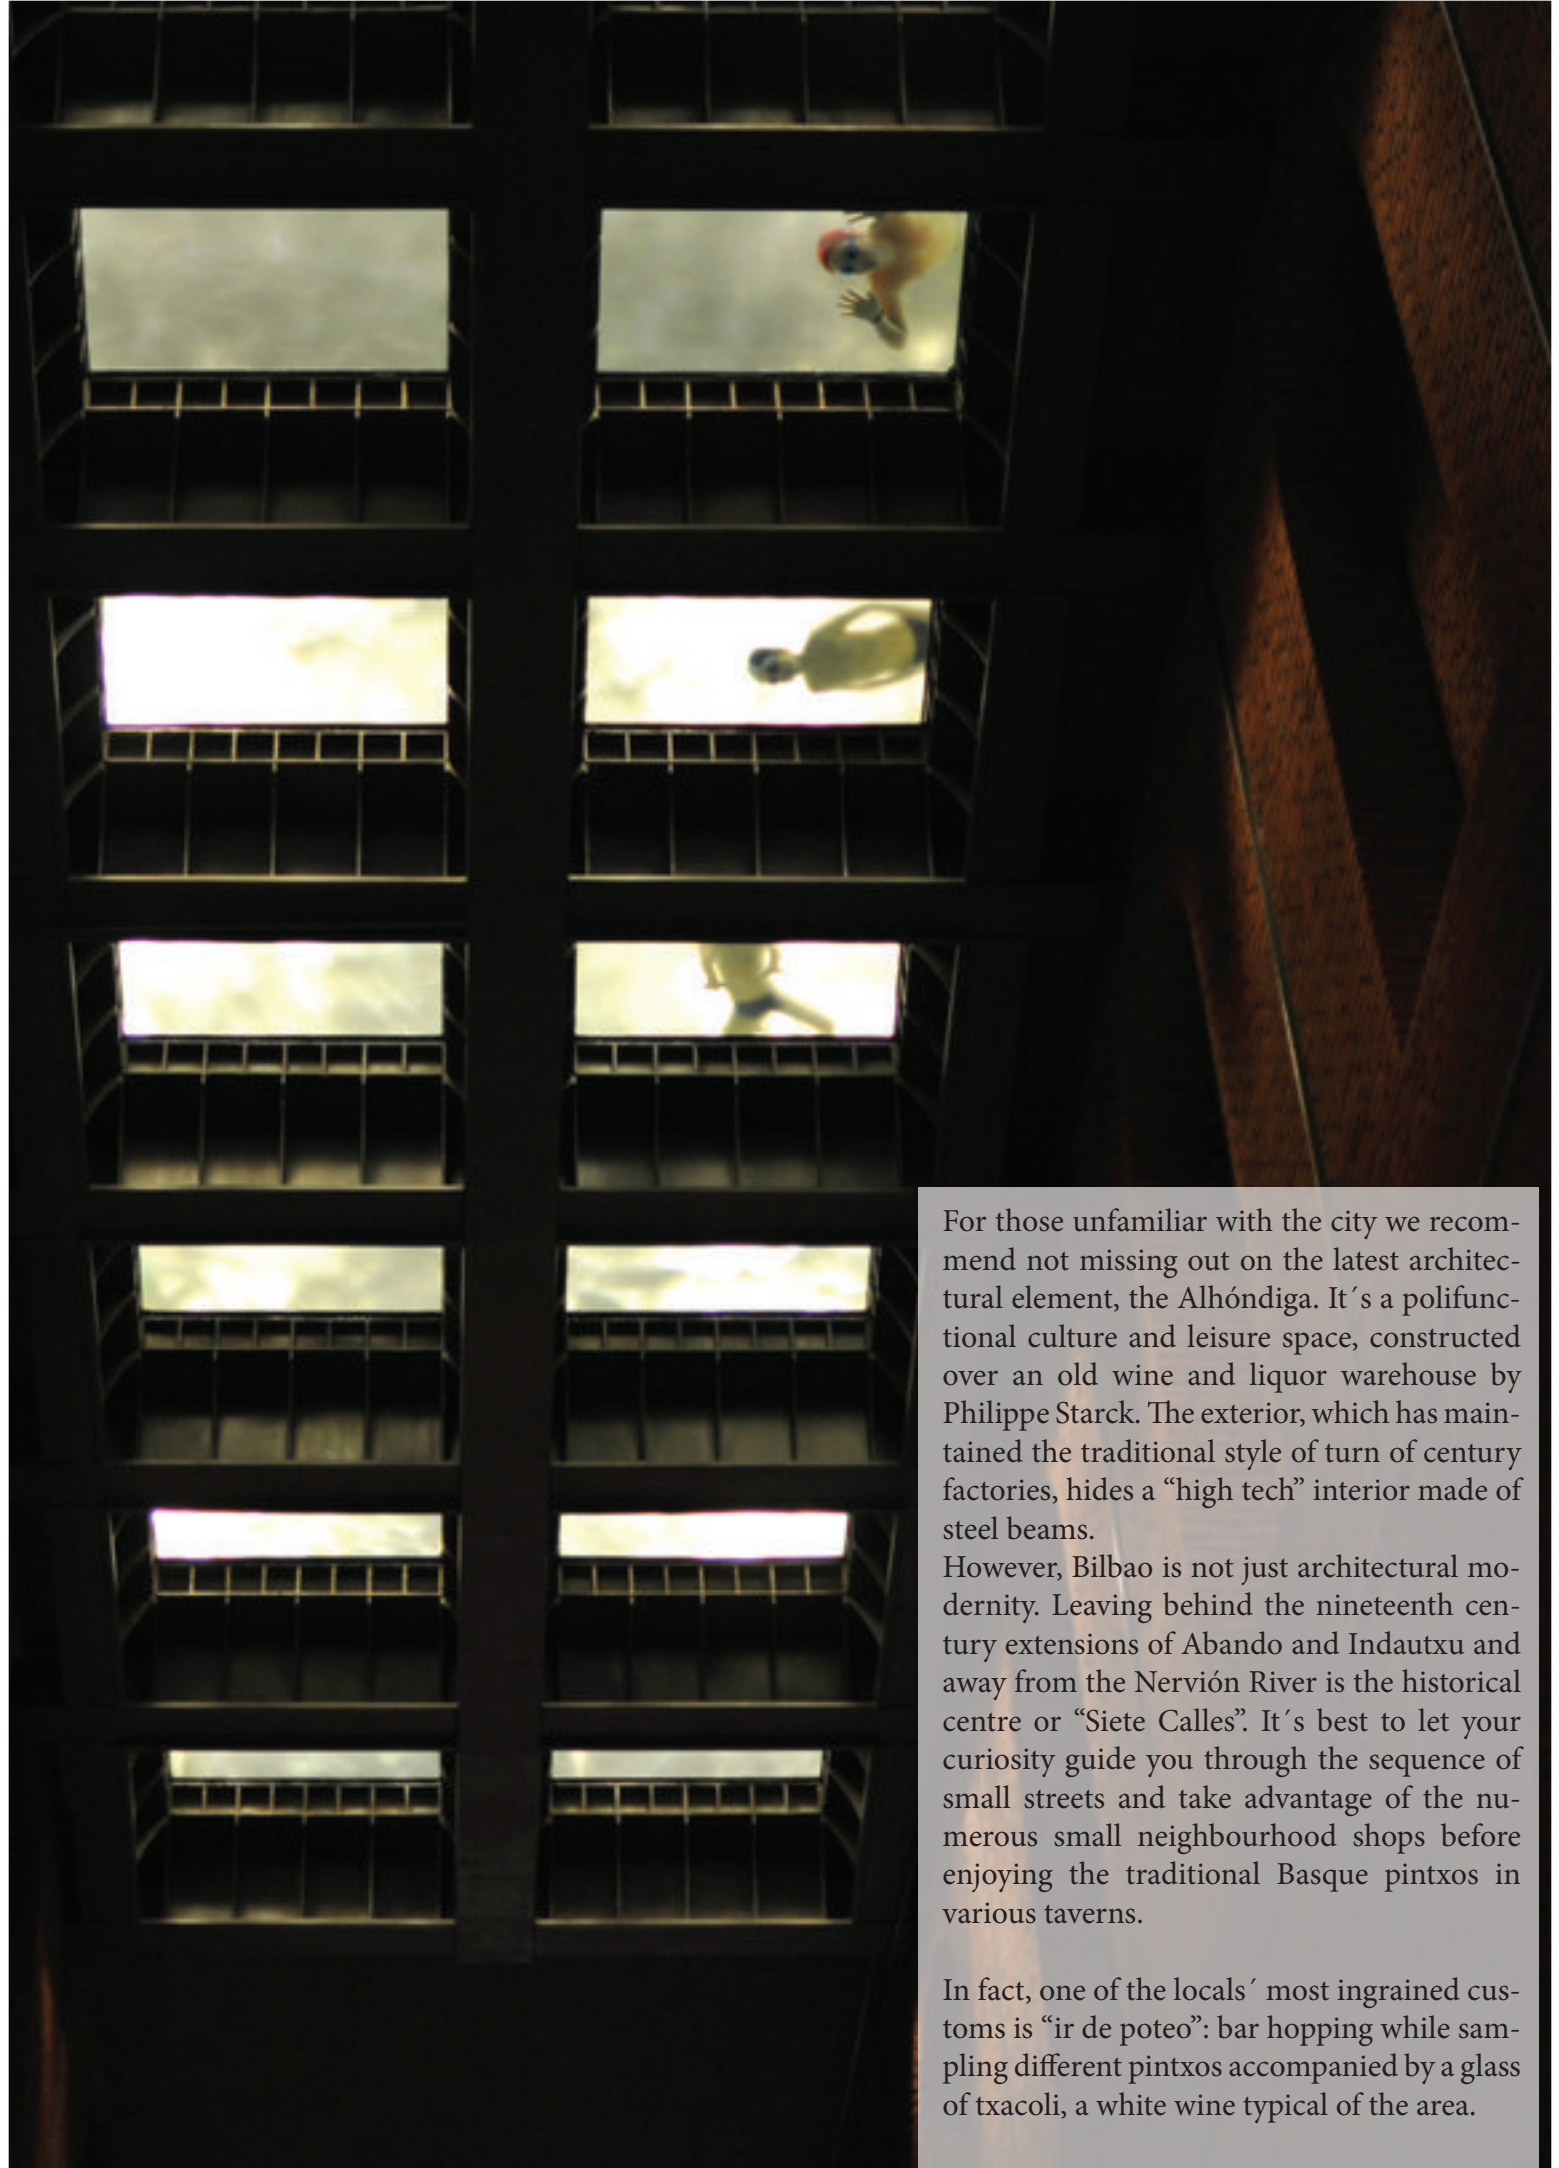 For those unfamiliar with the city we recom-
mend not missing out on the latest architec-
tural element, the Alhóndiga. It´s a polifunc-
tional culture and leisure space, constructed
over an old wine and liquor warehouse by
Philippe Starck. The exterior, which has main-
tained the traditional style of turn of century
factories, hides a “high tech” interior made of
steel beams.
However, Bilbao is not just architectural mo-
dernity. Leaving behind the nineteenth cen-
tury extensions of Abando and Indautxu and
away from the Nervión River is the historical
centre or “Siete Calles”. It´s best to let your
curiosity guide you through the sequence of
small streets and take advantage of the nu-
merous small neighbourhood shops before
enjoying the traditional Basque pintxos in
various taverns.
In fact, one of the locals´ most ingrained cus-
toms is “ir de poteo”: bar hopping while sam-
pling different pintxos accompanied by a glass
of txacoli, a white wine typical of the area.